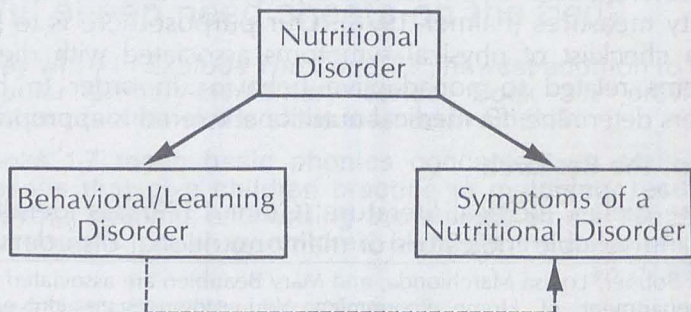 Nutritional
Disorder
Behavioral/Learning
Disorder
Symptoms of a
Nutritional Disorder